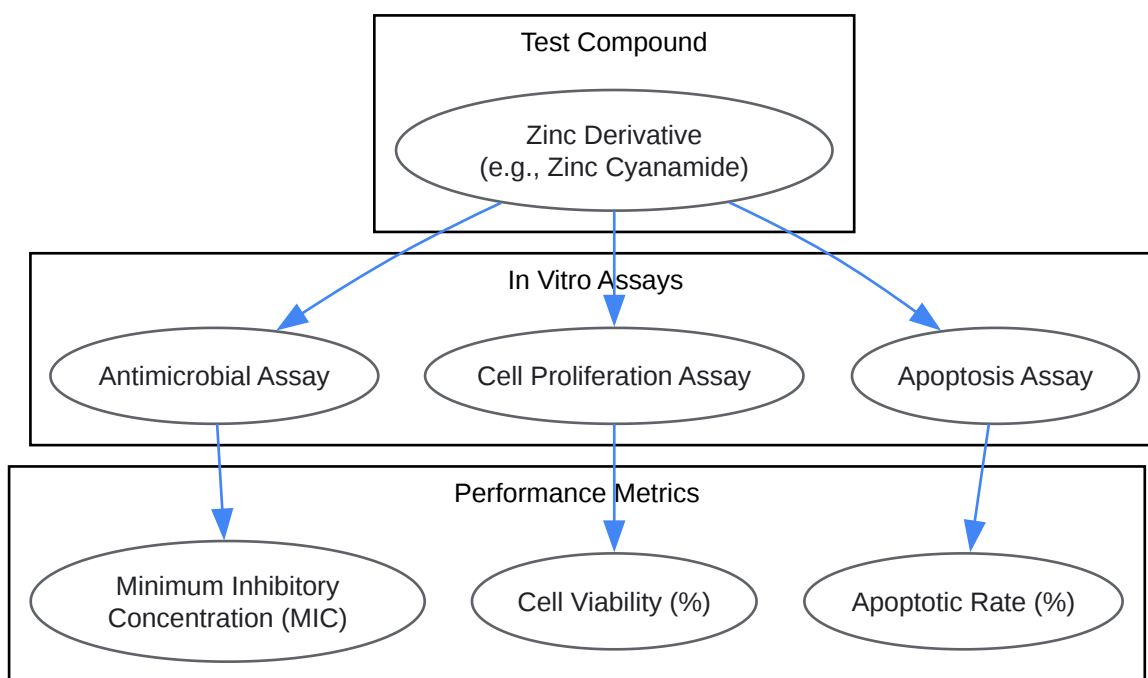 Test Compound
Zinc Derivative
(e.g., Zinc Cyanamide)
In Vitro Assays
Antimicrobial Assay
Cell Proliferation Assay
Apoptosis Assay
Performance Metrics
Minimum Inhibitory
Concentration (MIC)
Cell Viability (%)
Apoptotic Rate (%)